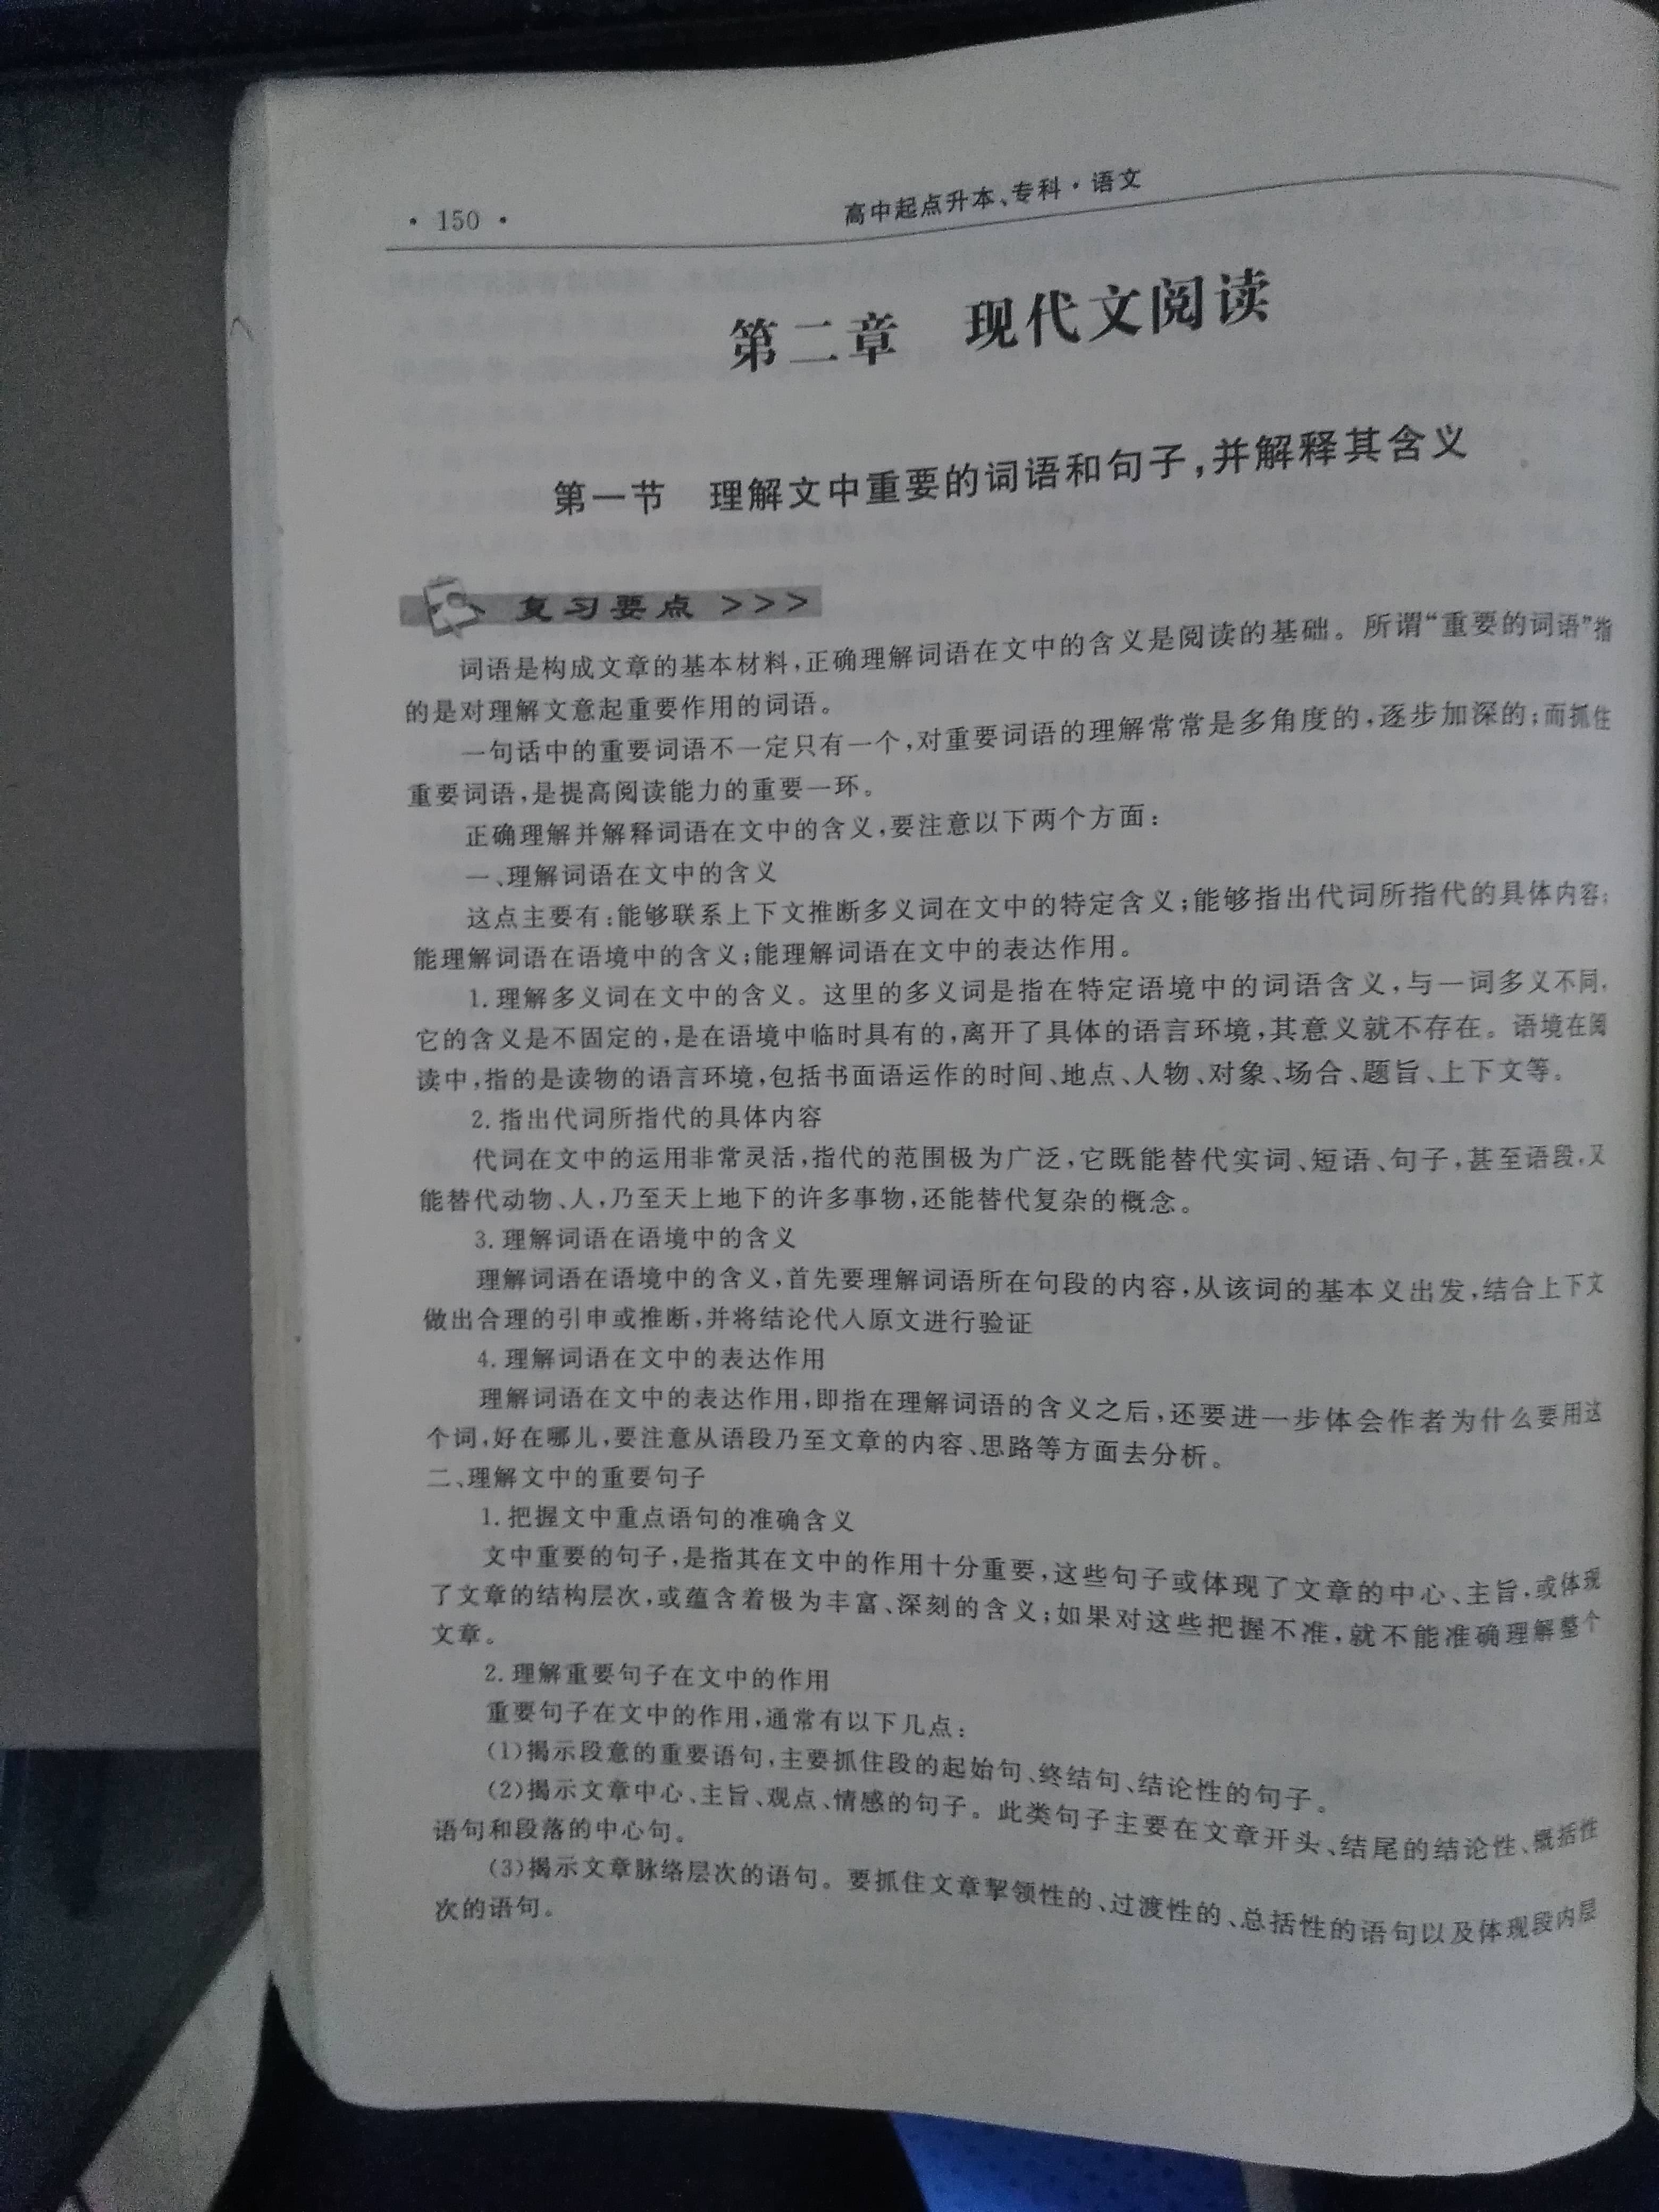 · 150 ·
高中起点升本、专科·语文
第二章　现代文阅读
第一节　理解文中重要的词语和句子,并解释其含义
复习要点 >>>
词语是构成文章的基本材料,正确理解词语在文中的含义是阅读的基础。所谓“重要的词语”指
的是对理解文意起重要作用的词语。
一句话中的重要词语不一定只有一个,对重要词语的理解常常是多角度的,逐步加深的;而抓住
重要词语,是提高阅读能力的重要一环。
正确理解并解释词语在文中的含义,要注意以下两个方面:
一、理解词语在文中的含义
这点主要有:能够联系上下文推断多义词在文中的特定含义;能够指出代词所指代的具体内容;
能理解词语在语境中的含义;能理解词语在文中的表达作用。
1.理解多义词在文中的含义。这里的多义词是指在特定语境中的词语含义,与一词多义不同,
它的含义是不固定的,是在语境中临时具有的,离开了具体的语言环境,其意义就不存在。语境在阅
读中,指的是读物的语言环境,包括书面语运作的时间、地点、人物、对象、场合、题旨、上下文等。
2.指出代词所指代的具体内容
代词在文中的运用非常灵活,指代的范围极为广泛,它既能替代实词、短语、句子,甚至语段,又
能替代动物、人,乃至天上地下的许多事物,还能替代复杂的概念。
3.理解词语在语境中的含义
理解词语在语境中的含义,首先要理解词语所在句段的内容,从该词的基本义出发,结合上下文
做出合理的引申或推断,并将结论代人原文进行验证
4.理解词语在文中的表达作用
理解词语在文中的表达作用,即指在理解词语的含义之后,还要进一步体会作者为什么要用这
个词,好在哪儿,要注意从语段乃至文章的内容、思路等方面去分析。
二、理解文中的重要句子
1.把握文中重点语句的准确含义
文中重要的句子,是指其在文中的作用十分重要,这些句子或体现了文章的中心、主旨,或体现
了文章的结构层次,或蕴含着极为丰富、深刻的含义;如果对这些把握不准,就不能准确理解整个
文章。
2.理解重要句子在文中的作用
重要句子在文中的作用,通常有以下几点:
(1)揭示段意的重要语句,主要抓住段的起始句、终结句、结论性的句子。
(2)揭示文章中心、主旨、观点、情感的句子。此类句子主要在文章开头、结尾的结论性、概括性
语句和段落的中心句。
(3)揭示文章脉络层次的语句。要抓住文章挈领性的、过渡性的、总括性的语句以及体现段内层
次的语句。